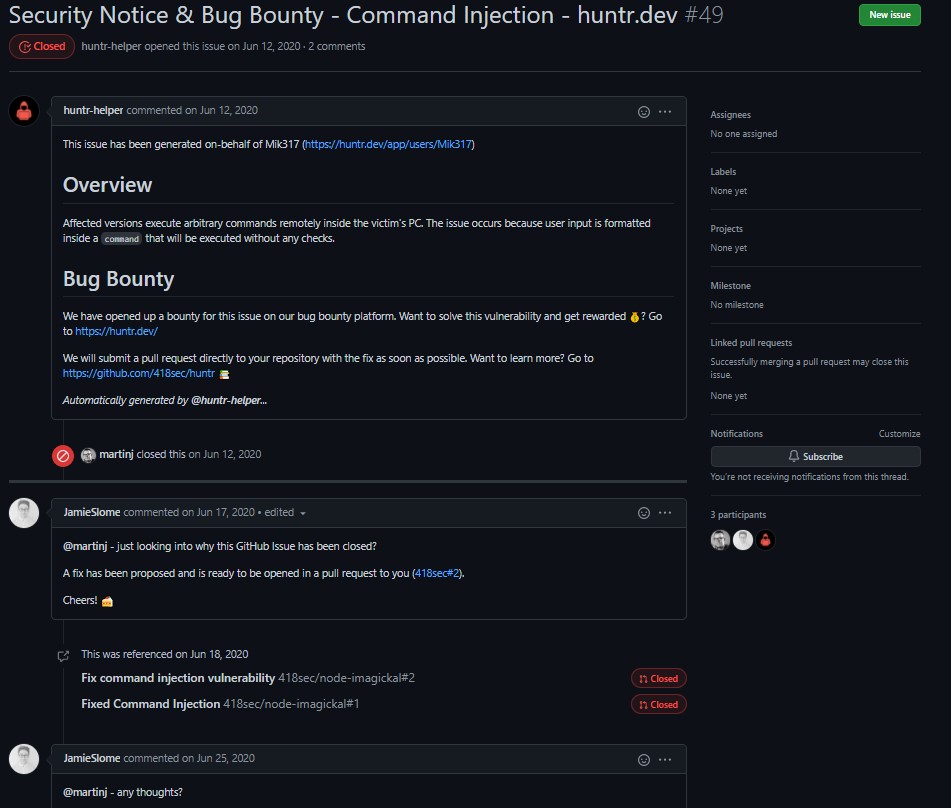 Security Notice & Bug Bounty - Command Injection - huntr.dev #49
New issue
Closed huntr-helper opened this issue on Jun 12, 2020 · 2 comments
huntr-helper commented on Jun 12, 2020
This issue has been generated on-behalf of Mik317 (https://huntr.dev/app/users/Mik317)
Overview
Affected versions execute arbitrary commands remotely inside the victim's PC. The issue occurs because user input is formatted
inside a command that will be executed without any checks.
Bug Bounty
We have opened up a bounty for this issue on our bug bounty platform. Want to solve this vulnerability and get rewarded 💰? Go
to https://huntr.dev/
We will submit a pull request directly to your repository with the fix as soon as possible. Want to learn more? Go to
https://github.com/418sec/huntr 📚
Automatically generated by @huntr-helper...
martinj closed this on Jun 12, 2020
JamieSlome commented on Jun 17, 2020 • edited
@martinj - just looking into why this GitHub Issue has been closed?
A fix has been proposed and is ready to be opened in a pull request to you (418sec#2).
Cheers! 🍰
This was referenced on Jun 18, 2020
Fix command injection vulnerability 418sec/node-imagickal#2
Closed
Fixed Command Injection 418sec/node-imagickal#1
Closed
JamieSlome commented on Jun 25, 2020
@martinj - any thoughts?
Assignees
No one assigned
Labels
None yet
Projects
None yet
Milestone
No milestone
Linked pull requests
Successfully merging a pull request may close this
issue.
None yet
Notifications
Customize
Subscribe
You're not receiving notifications from this thread.
3 participants